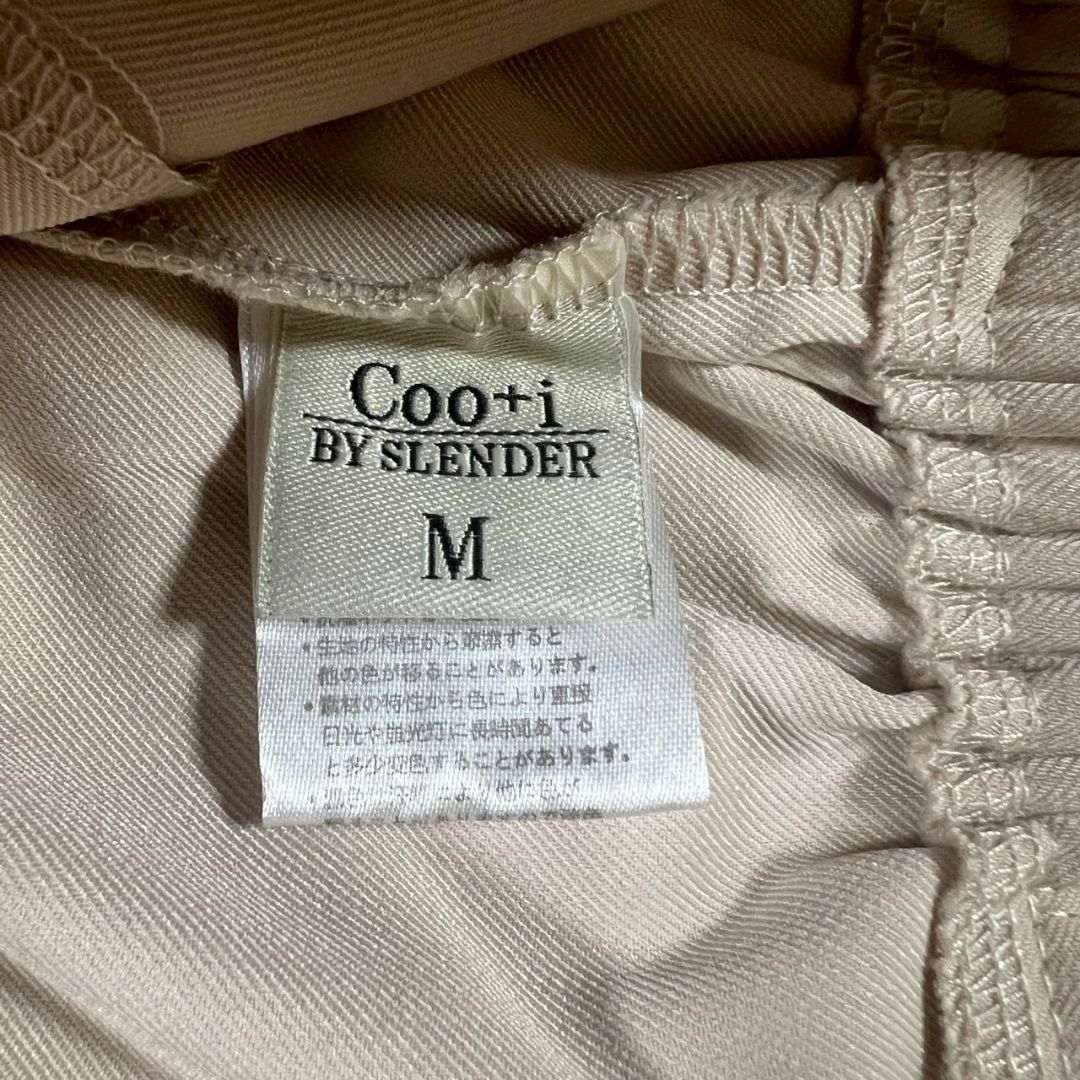 Coo+i
BY SLENDER
M
・生地の特性から摩擦すると
他の色が移ることがあります。
・素材の特性から色により直接
日光や蛍光灯に長時間あてる
と多少変色することがあります。